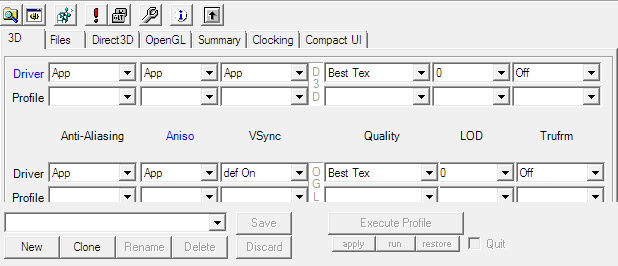 3D Files Direct3D OpenGL Summary Clocking Compact UI
Driver App App App D3D Best Tex 0 Off
Profile
Anti-Aliasing Aniso VSync Quality LOD Trufrm
Driver App App def On OGL Best Tex 0 Off
Profile
Save Execute Profile
New Clone Rename Delete Discard apply run restore Quit